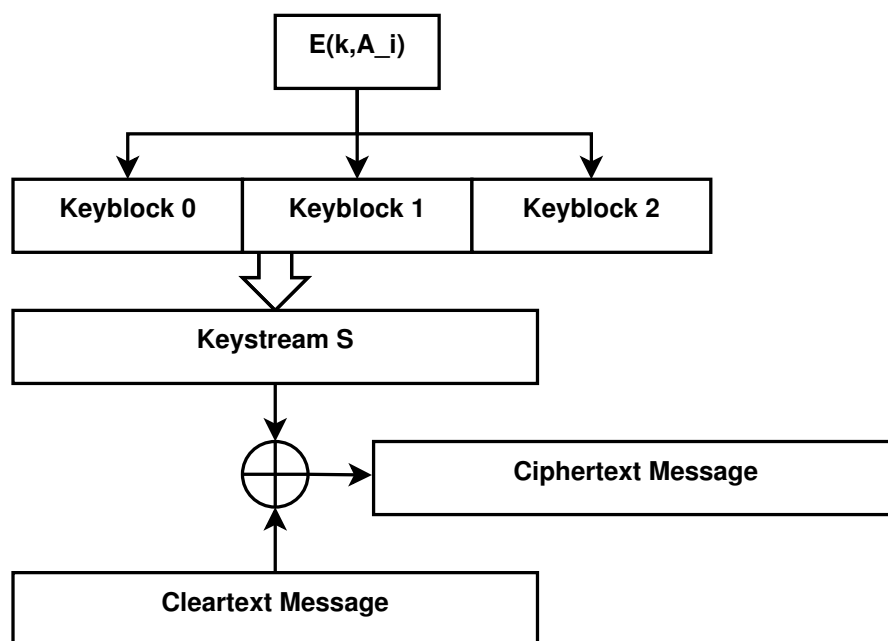 E(k,A_i)
Keyblock 0
Keyblock 1
Keyblock 2
Keystream S
Ciphertext Message
Cleartext Message